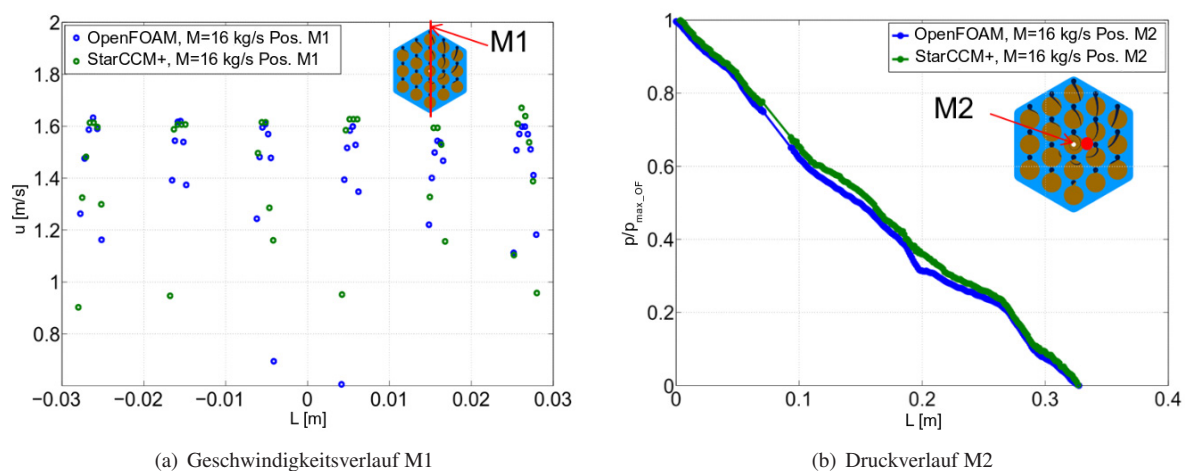 2
1.8
1.6
1.4
1.2
1
0.8
u [m/s]
OpenFOAM, M=16 kg/s Pos. M1
StarCCM+, M=16 kg/s Pos. M1
M1
−0.03 −0.02 −0.01 0 0.01 0.02 0.03
L [m]
(a) Geschwindigkeitsverlauf M1
1
0.8
0.6
0.4
0.2
0
p/pmax_OF
OpenFOAM, M=16 kg/s Pos. M2
StarCCM+, M=16 kg/s Pos. M2
M2
0 0.1 0.2 0.3 0.4
L [m]
(b) Druckverlauf M2